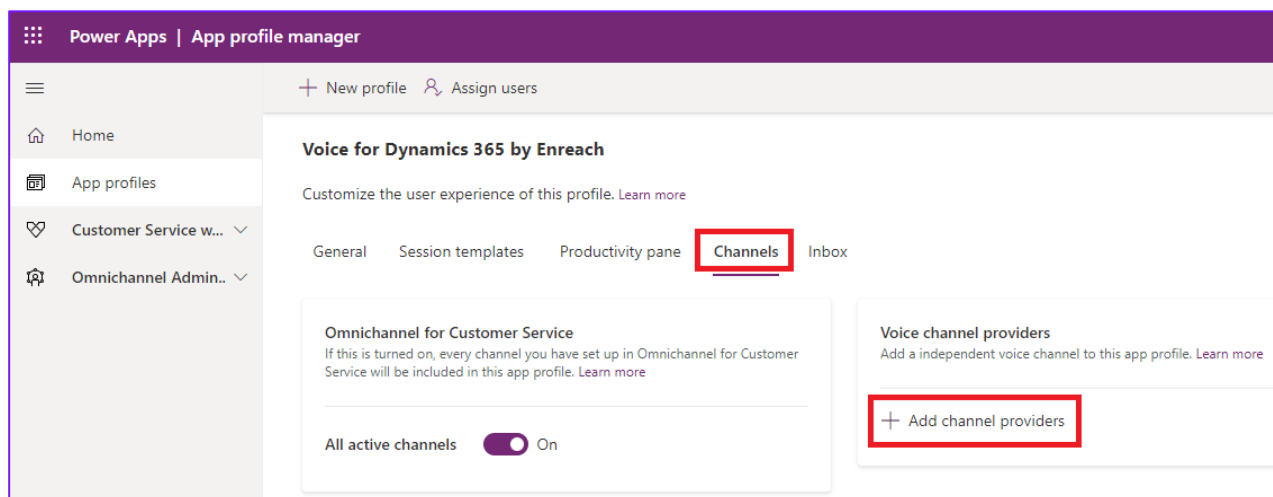 Power Apps | App profile manager
New profile Assign users
Home
App profiles
Customer Service w...
Omnichannel Admin..
Voice for Dynamics 365 by Enreach
Customize the user experience of this profile. Learn more
General Session templates Productivity pane Channels Inbox
Omnichannel for Customer Service
If this is turned on, every channel you have set up in Omnichannel for Customer
Service will be included in this app profile. Learn more
All active channels On
Voice channel providers
Add a independent voice channel to this app profile. Learn more
Add channel providers